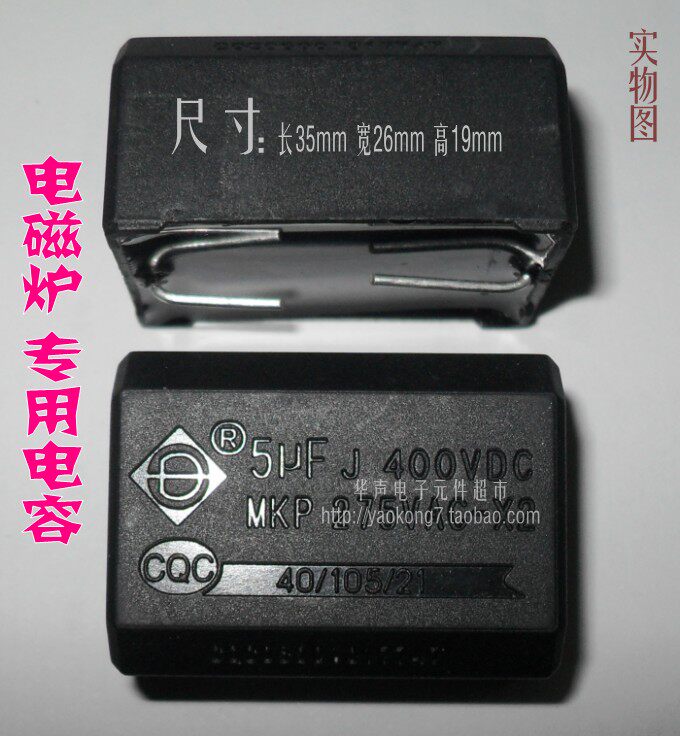 实物图
尺寸: 长35mm 宽26mm 高19mm
电磁炉 专用电容
® 5µF J 400VDC
MKP 275VAC X2
华声电子元件超市
http://yaokong7.taobao.com
CQC 40/105/21